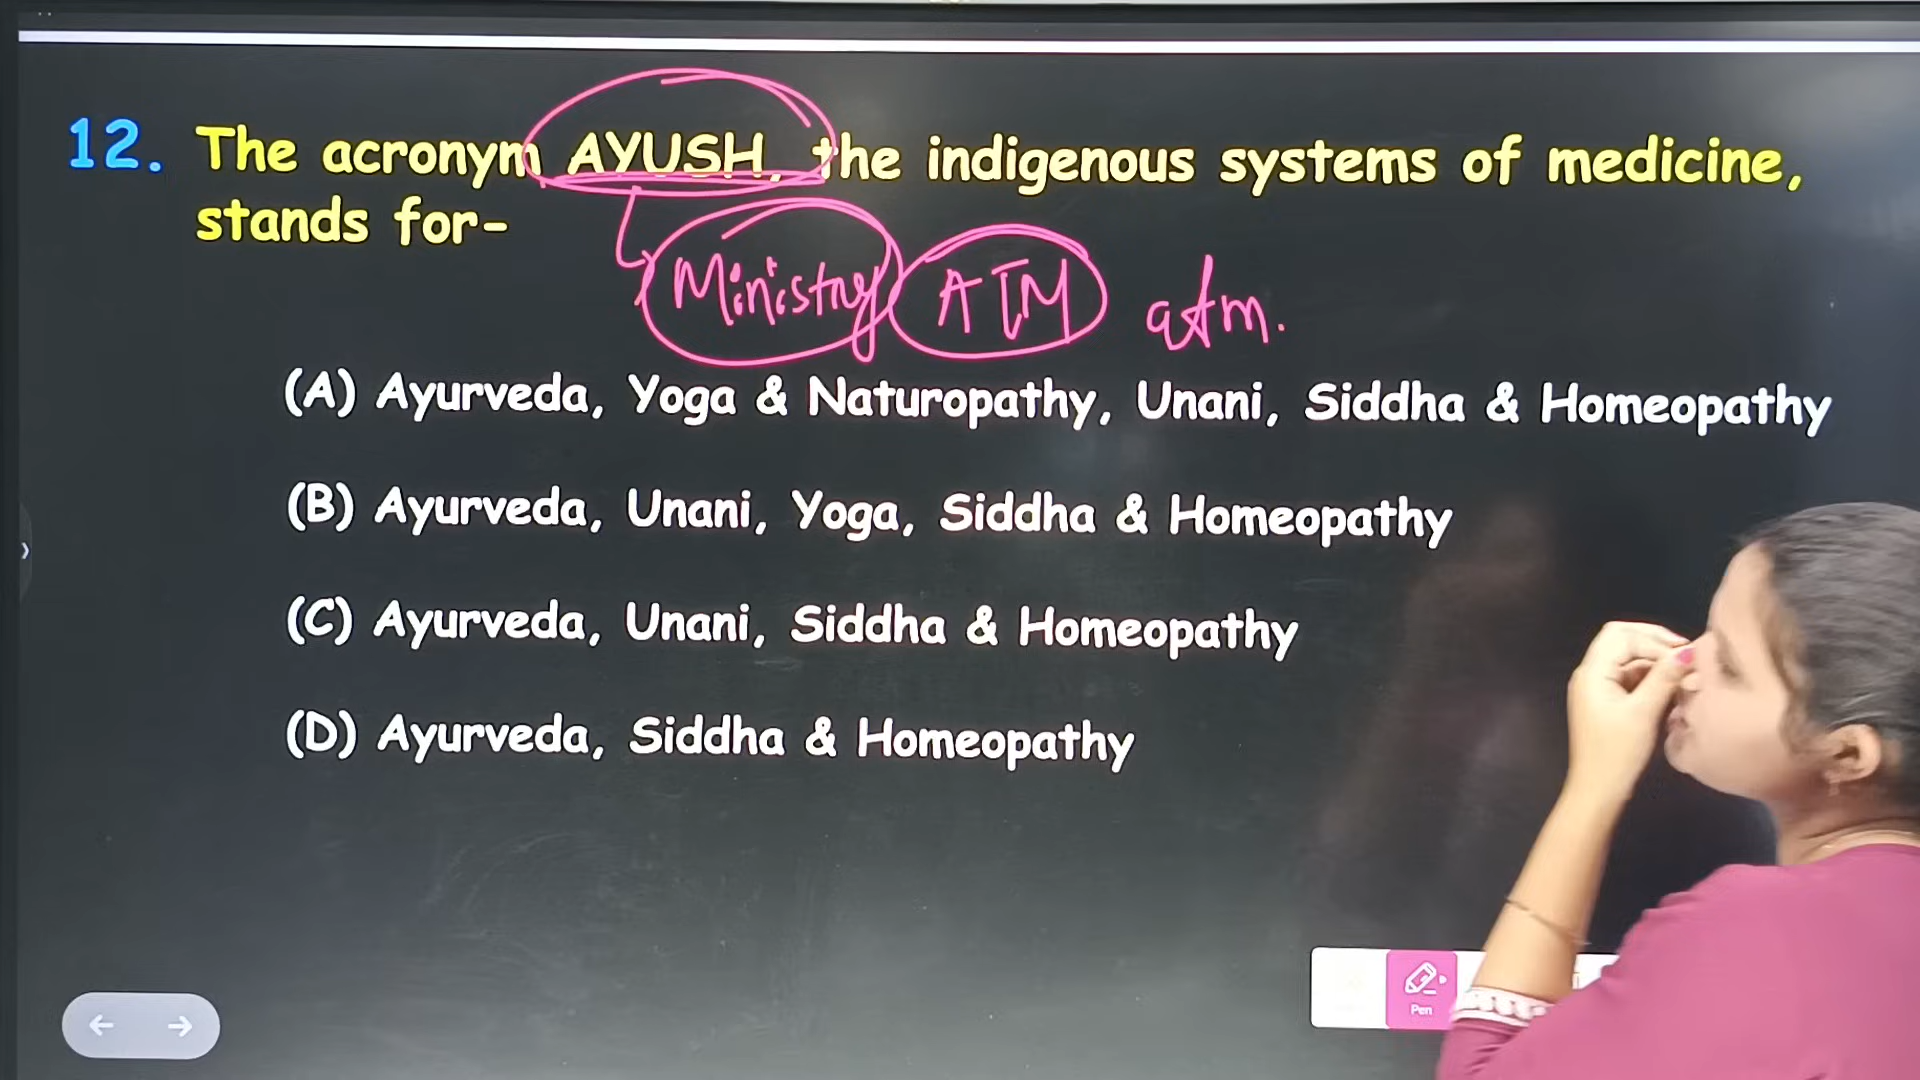 12. The acronym AYUSH, the indigenous systems of medicine,
stands for-
Ministry ATM atm.
(A) Ayurveda, Yoga & Naturopathy, Unani, Siddha & Homeopathy
(B) Ayurveda, Unani, Yoga, Siddha & Homeopathy
(C) Ayurveda, Unani, Siddha & Homeopathy
(D) Ayurveda, Siddha & Homeopathy
Pen